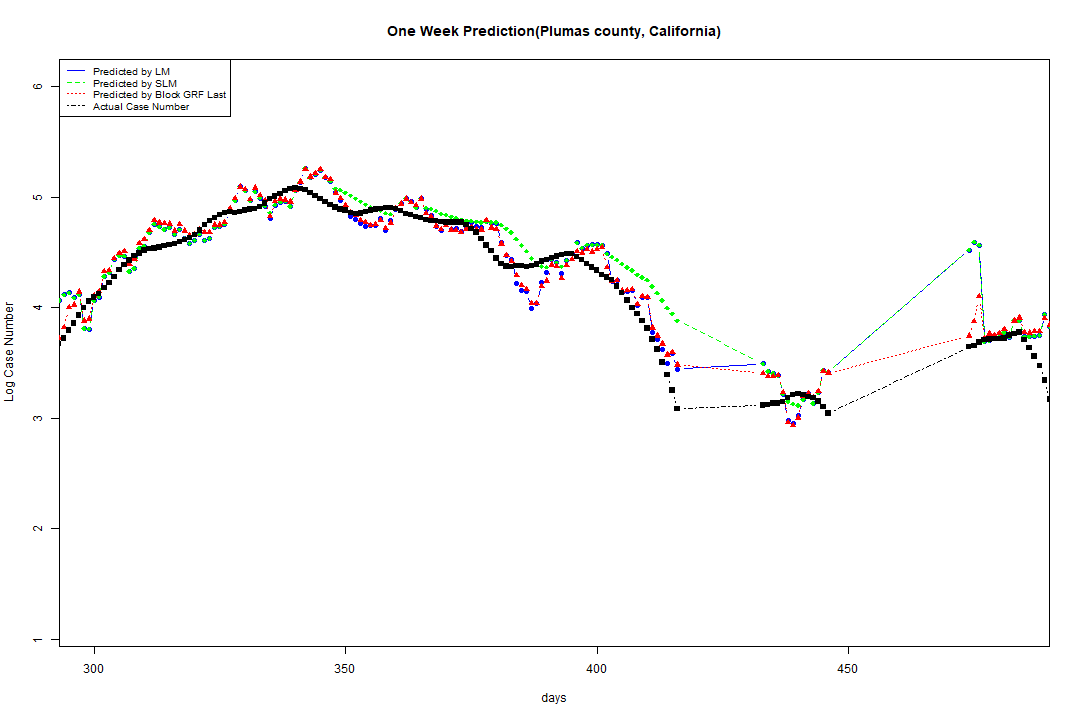 One Week Prediction(Plumas county, California)
Predicted by LM
Predicted by SLM
Predicted by Block GRF Last
Actual Case Number
6
5
4
3
2
1
Log Case Number
300
350
400
450
days